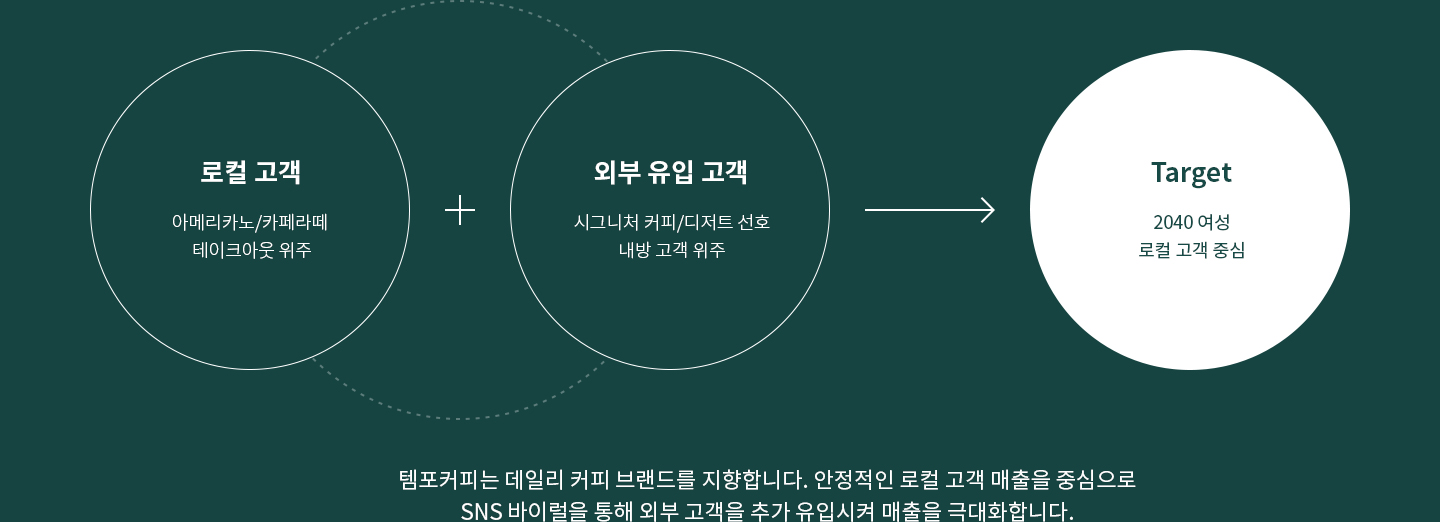 로컬 고객
아메리카노/카페라떼
테이크아웃 위주
외부 유입 고객
시그니처 커피/디저트 선호
내방 고객 위주
Target
2040 여성
로컬 고객 중심
템포커피는 데일리 커피 브랜드를 지향합니다. 안정적인 로컬 고객 매출을 중심으로
SNS 바이럴을 통해 외부 고객을 추가 유입시켜 매출을 극대화합니다.